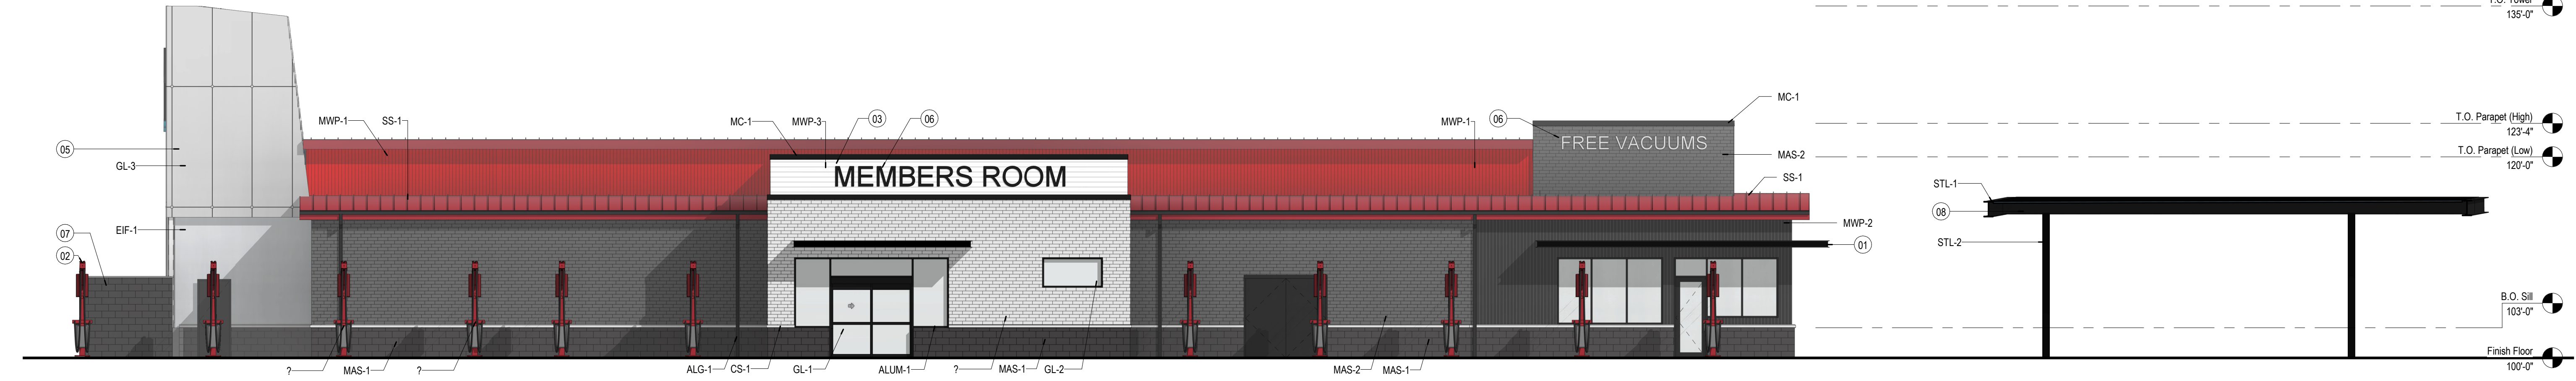 T.O. Tower
135'-0"
MC-1
MWP-1
SS-1
MC-1
MWP-3
03
06
MWP-1
06
T.O. Parapet (High)
123'-4"
05
FREE VACUUMS
MAS-2
T.O. Parapet (Low)
120'-0"
GL-3
MEMBERS ROOM
SS-1
STL-1
08
MWP-2
EIF-1
07
01
STL-2
02
B.O. Sill
103'-0"
Finish Floor
100'-0"
?
MAS-1
?
ALG-1
CS-1
GL-1
ALUM-1
?
MAS-1
GL-2
MAS-2
MAS-1